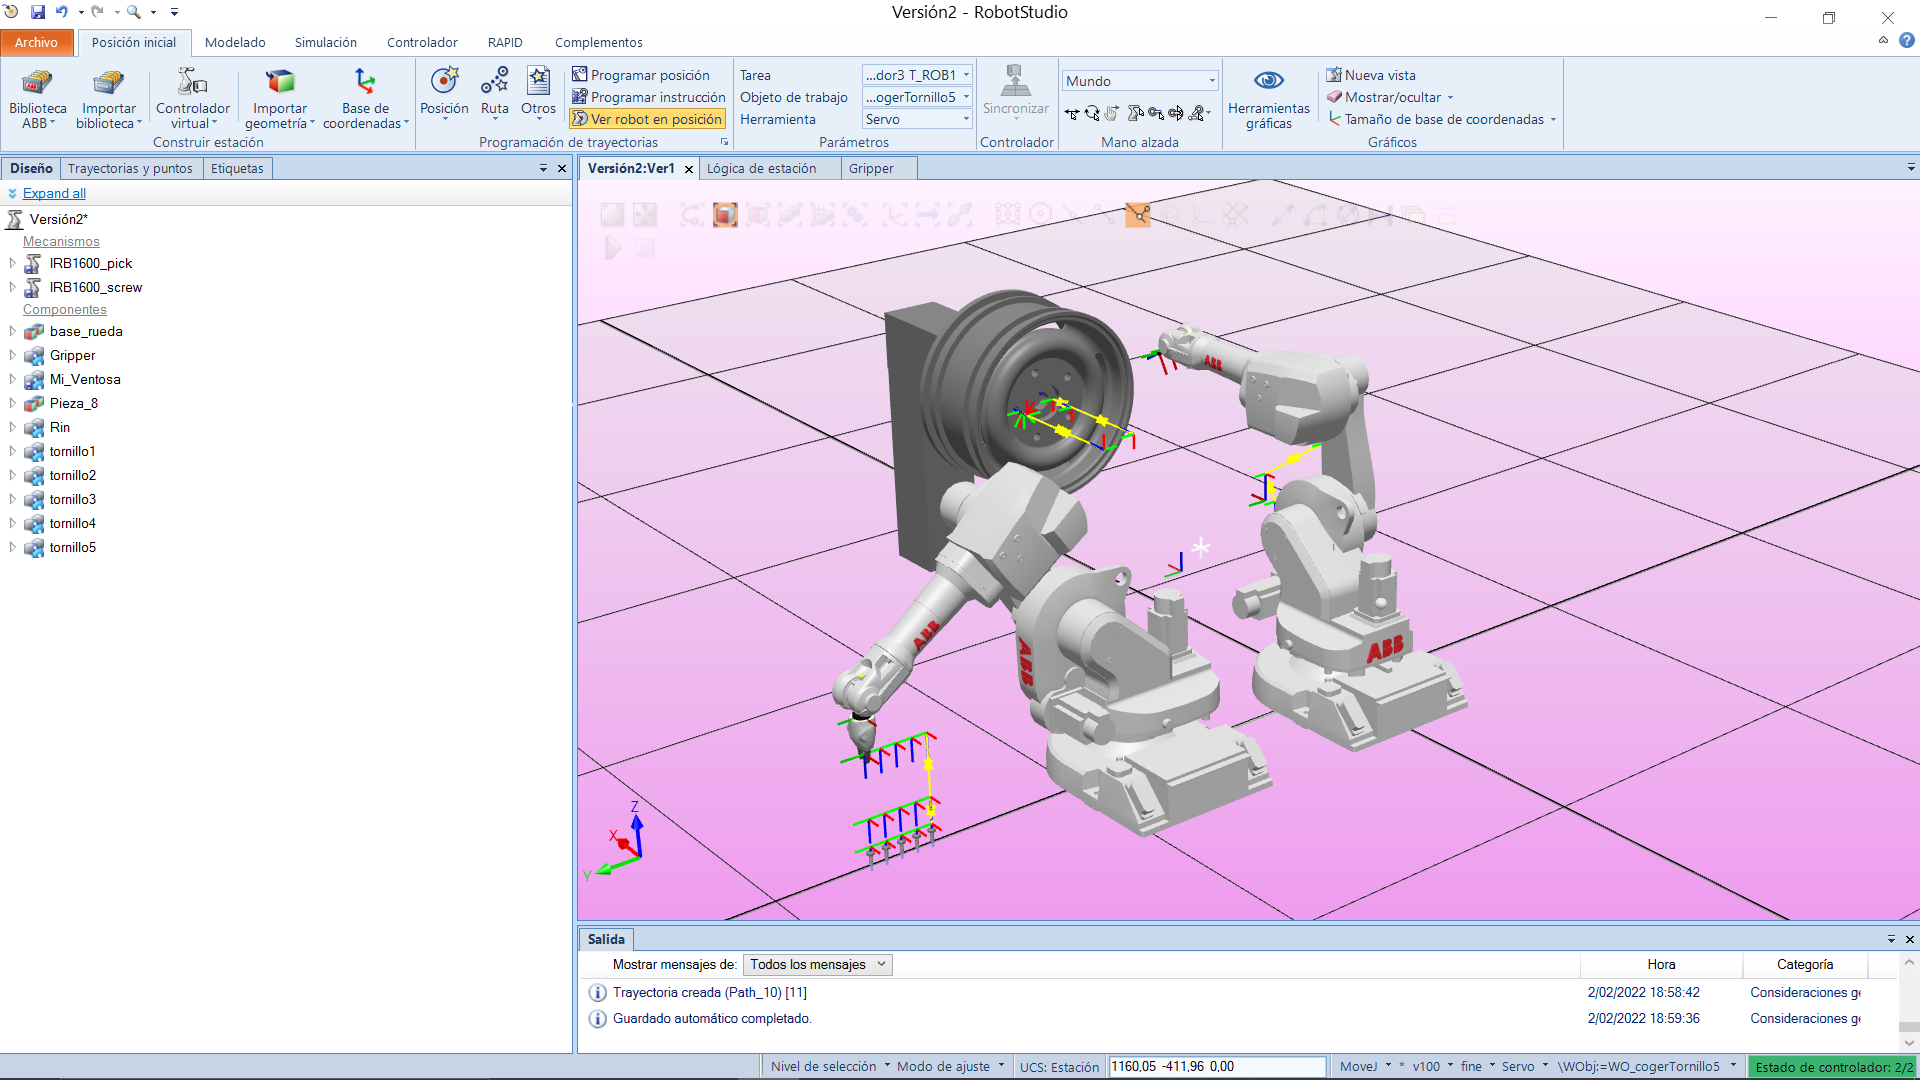 Versión2 - RobotStudio
Archivo
Posición inicial
Modelado
Simulación
Controlador
RAPID
Complementos
Biblioteca ABB
Importar biblioteca
Controlador virtual
Importar geometría
Base de coordenadas
Construir estación
Posición
Ruta
Otros
Programar posición
Programar instrucción
Ver robot en posición
Programación de trayectorias
Tarea
...dor3 T_ROB1
Objeto de trabajo
...ogerTornillo5
Herramienta
Servo
Parámetros
Sincronizar
Controlador
Mundo
Mano alzada
Herramientas gráficas
Nueva vista
Mostrar/ocultar
Tamaño de base de coordenadas
Gráficos
Diseño
Trayectorias y puntos
Etiquetas
Versión2:Ver1
Lógica de estación
Gripper
Expand all
Versión2*
Mecanismos
IRB1600_pick
IRB1600_screw
Componentes
base_rueda
Gripper
Mi_Ventosa
Pieza_8
Rin
tornillo1
tornillo2
tornillo3
tornillo4
tornillo5
ABB
ABB
ABB
ABB
Z
X
Y
Salida
Mostrar mensajes de:
Todos los mensajes
Hora
Categoría
Trayectoria creada (Path_10) [11]
2/02/2022 18:58:42
Consideraciones ge
Guardado automático completado.
2/02/2022 18:59:36
Consideraciones ge
Nivel de selección
Modo de ajuste
UCS: Estación
1160,05 -411,96 0,00
MoveJ
* v100
fine
Servo
\WObj:=WO_cogerTornillo5
Estado de controlador: 2/2